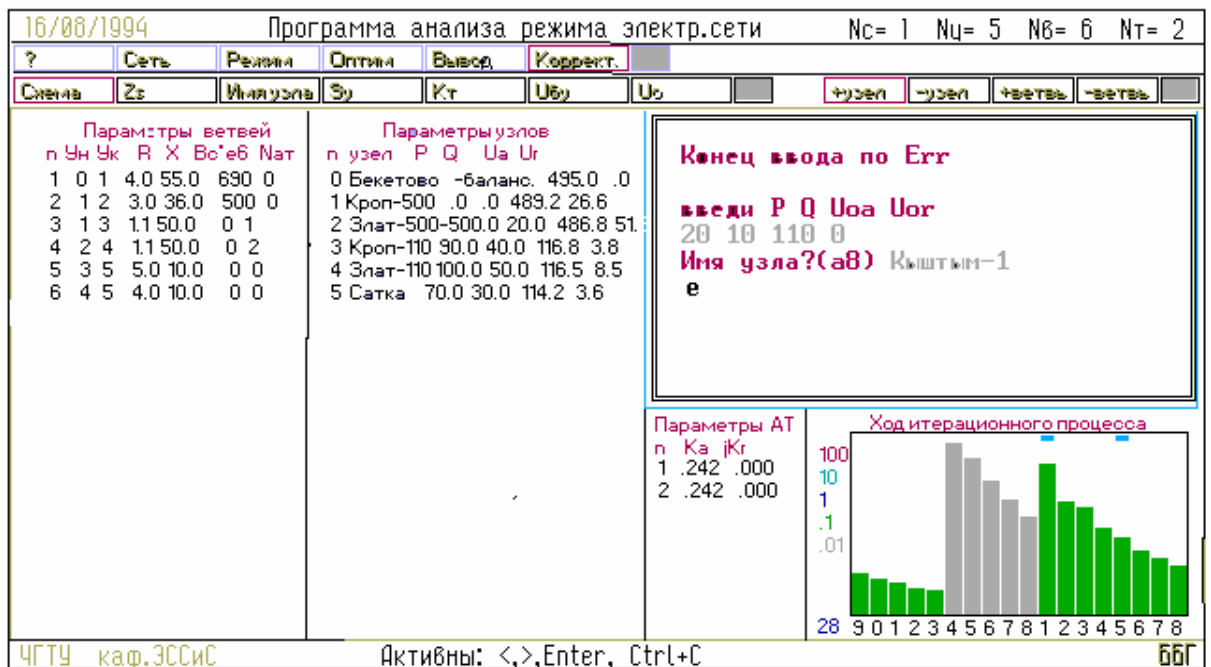 16/08/1994 Программа анализа режима электр.сети Nс= 1 Nц= 5 Nв= 6 Nт= 2
? Сеть Режим Оптим Вывод Коррект.
Схема Zs Имя узла Sу Кт Uбу Uо +узел -узел +ветвь -ветвь
Параметры ветвей
n Ун Ук R X Вс*е6 Nат
1 0 1 4.0 55.0 690 0
2 1 2 3.0 36.0 500 0
3 1 3 1.1 50.0 0 1
4 2 4 1.1 50.0 0 2
5 3 5 5.0 10.0 0 0
6 4 5 4.0 10.0 0 0
Параметры узлов
n узел P Q Ua Ur
0 Бекетово -баланс. 495.0 .0
1 Кроп-500 .0 .0 489.2 26.6
2 Злат-500-500.0 20.0 486.8 51.
3 Кроп-110 90.0 40.0 116.8 3.8
4 Злат-110 100.0 50.0 116.5 8.5
5 Сатка 70.0 30.0 114.2 3.6
Конец ввода по Err
введи P Q Uoa Uor
20 10 110 0
Имя узла?(а8) Кыштым-1
е
Параметры АТ
n Ka jKr
1 .242 .000
2 .242 .000
Ход итерационного процесса
100
10
1
.1
.01
28 9 0 1 2 3 4 5 6 7 8 1 2 3 4 5 6 7 8
ЧГТУ каф.ЭССиС Активны: <,>,Enter, Ctrl+C ББГ